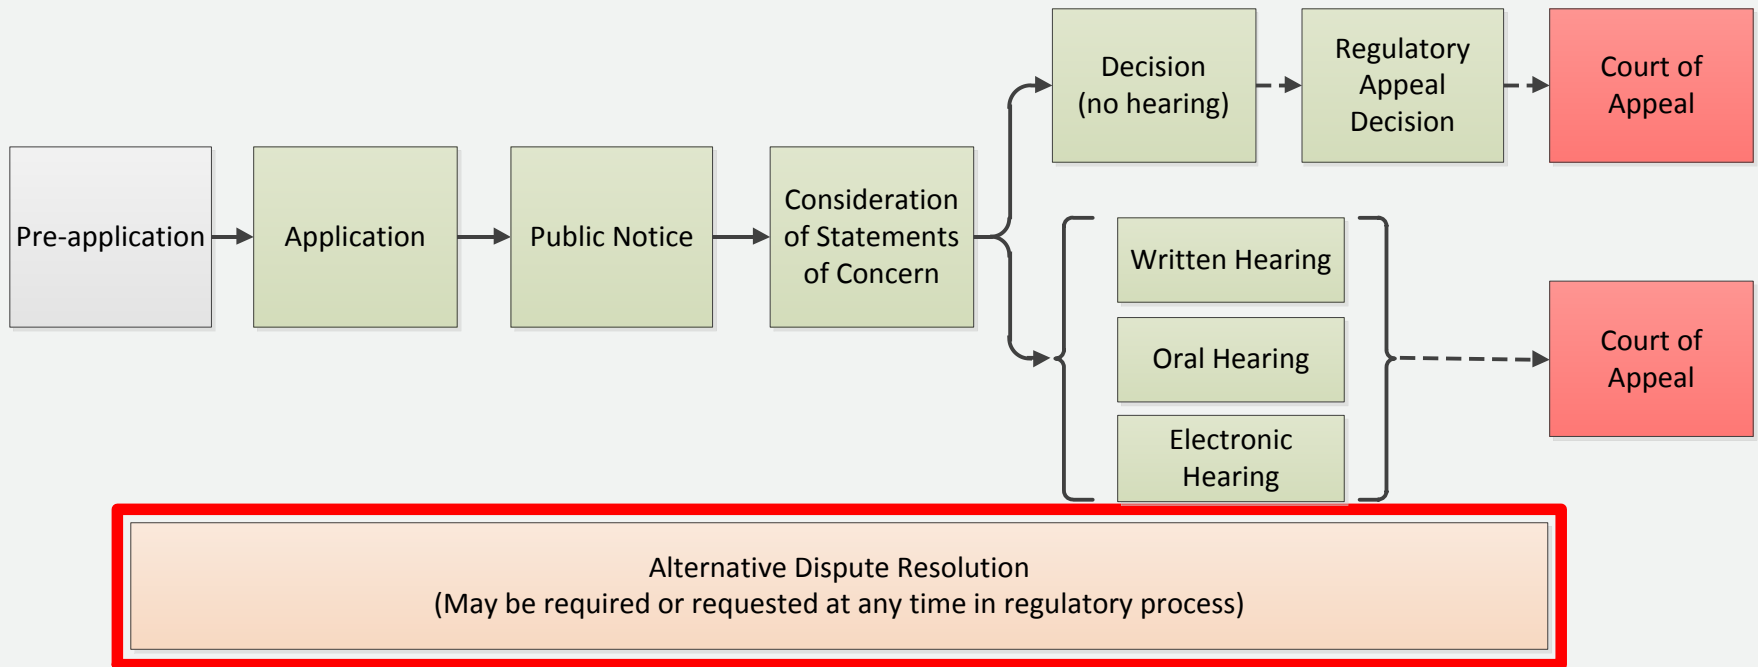 Pre-application
Application
Public Notice
Consideration
of Statements
of Concern
Decision
(no hearing)
Regulatory
Appeal
Decision
Court of
Appeal
Written Hearing
Oral Hearing
Electronic
Hearing
Court of
Appeal
Alternative Dispute Resolution
(May be required or requested at any time in regulatory process)